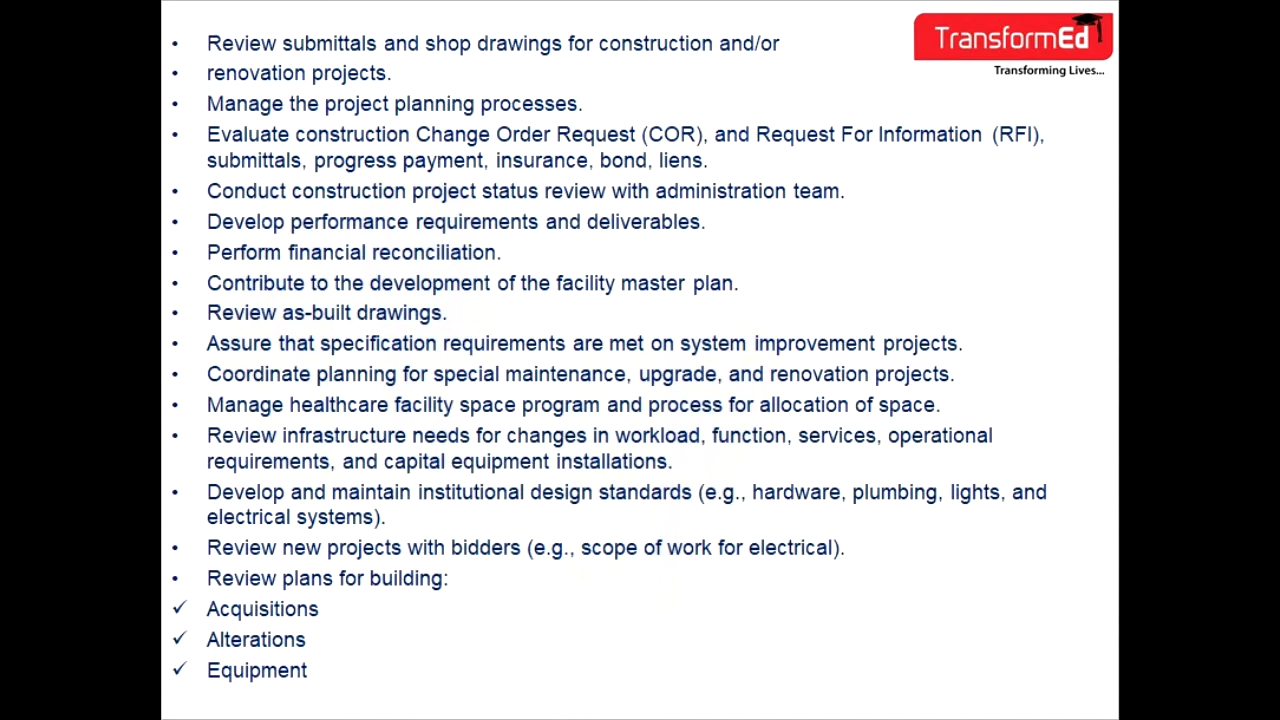 TransformEd
Transforming Lives...
• Review submittals and shop drawings for construction and/or
• renovation projects.
• Manage the project planning processes.
• Evaluate construction Change Order Request (COR), and Request For Information (RFI),
submittals, progress payment, insurance, bond, liens.
• Conduct construction project status review with administration team.
• Develop performance requirements and deliverables.
• Perform financial reconciliation.
• Contribute to the development of the facility master plan.
• Review as-built drawings.
• Assure that specification requirements are met on system improvement projects.
• Coordinate planning for special maintenance, upgrade, and renovation projects.
• Manage healthcare facility space program and process for allocation of space.
• Review infrastructure needs for changes in workload, function, services, operational
requirements, and capital equipment installations.
• Develop and maintain institutional design standards (e.g., hardware, plumbing, lights, and
electrical systems).
• Review new projects with bidders (e.g., scope of work for electrical).
• Review plans for building:
✓ Acquisitions
✓ Alterations
✓ Equipment